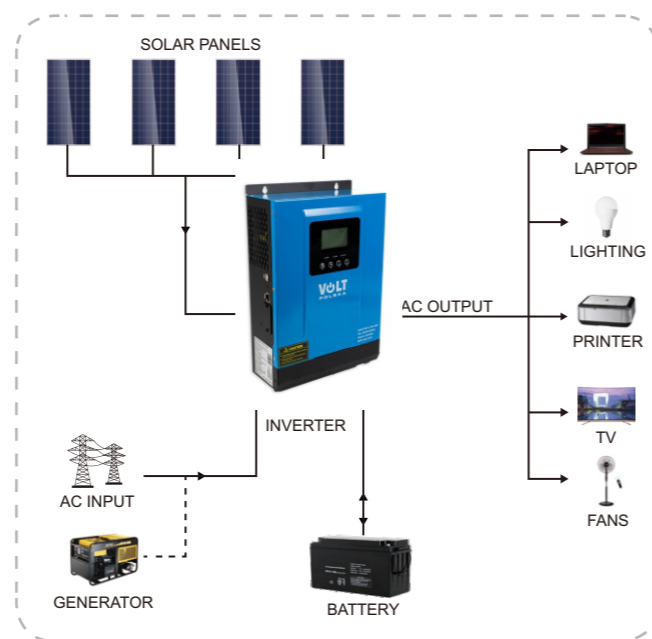 SOLAR PANELS
LAPTOP
LIGHTING
VOLT
POLSKA
AC OUTPUT
PRINTER
INVERTER
TV
AC INPUT
FANS
GENERATOR
BATTERY